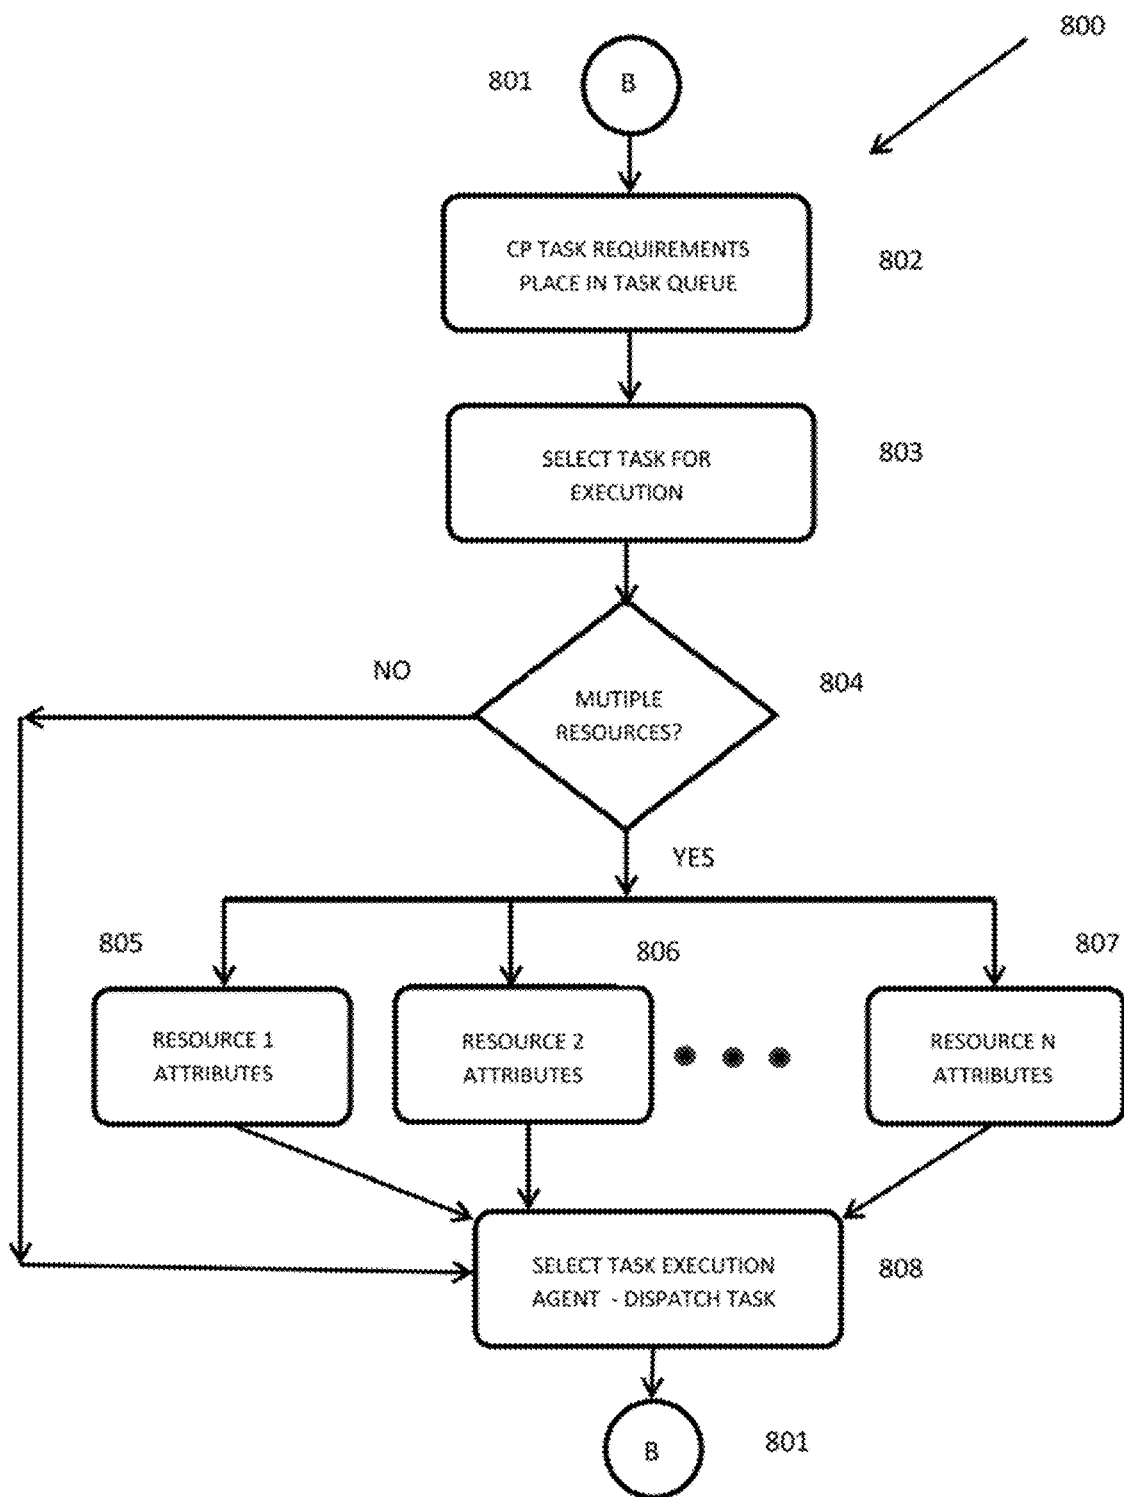 800
801
B
CP TASK REQUIREMENTS
PLACE IN TASK QUEUE
802
SELECT TASK FOR
EXECUTION
803
NO
MUTIPLE
RESOURCES?
804
YES
805
806
807
RESOURCE 1
ATTRIBUTES
RESOURCE 2
ATTRIBUTES
RESOURCE N
ATTRIBUTES
SELECT TASK EXECUTION
AGENT - DISPATCH TASK
808
B
801